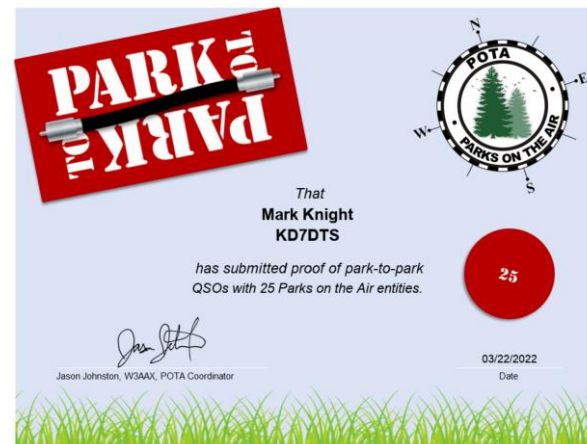 PARK TO
PARK TO
N
POTA
E
W
PARKS ON THE AIR
S
That
Mark Knight
KD7DTS
has submitted proof of park-to-park
QSOs with 25 Parks on the Air entities.
25
Jason Johnston, W3AAX, POTA Coordinator
03/22/2022
Date